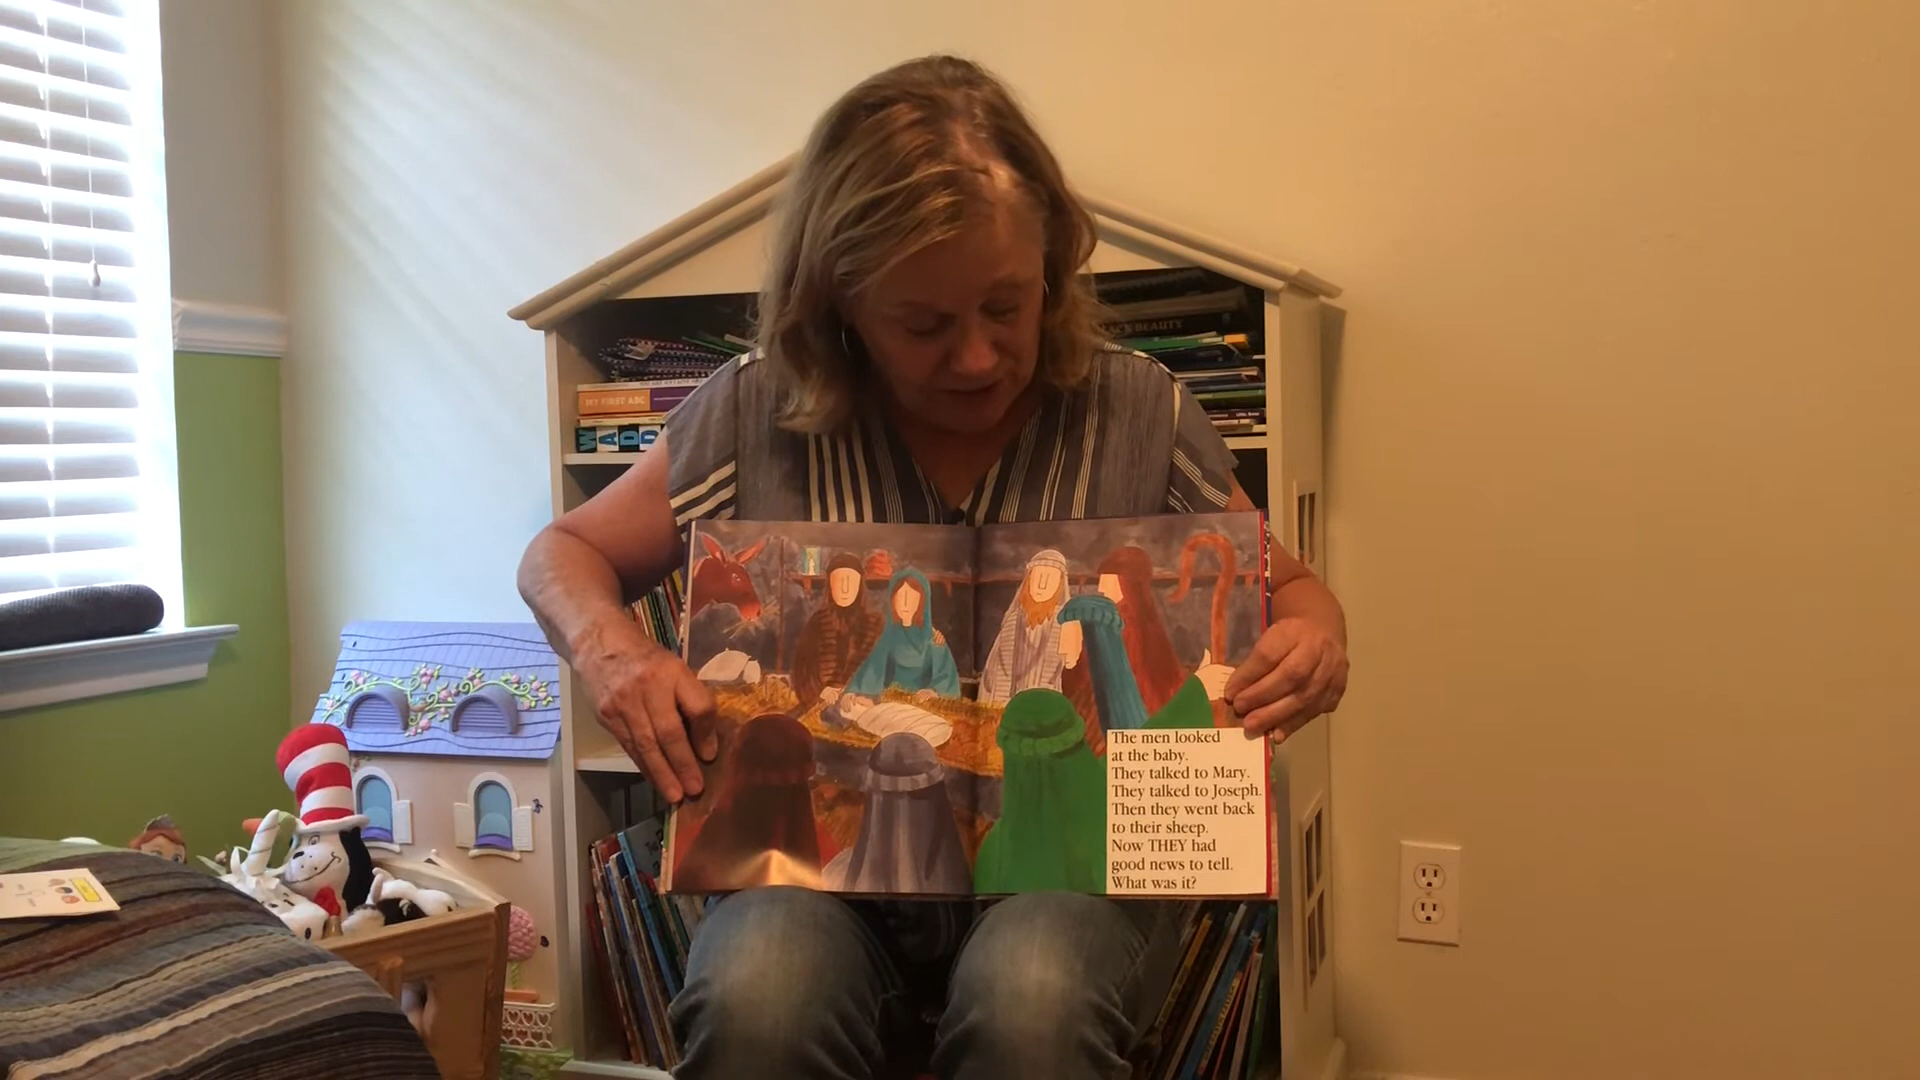 BLACK BEAUTY
MY FIRST ABC
WADD
The men looked
at the baby.
They talked to Mary.
They talked to Joseph.
Then they went back
to their sheep.
Now THEY had
good news to tell.
What was it?